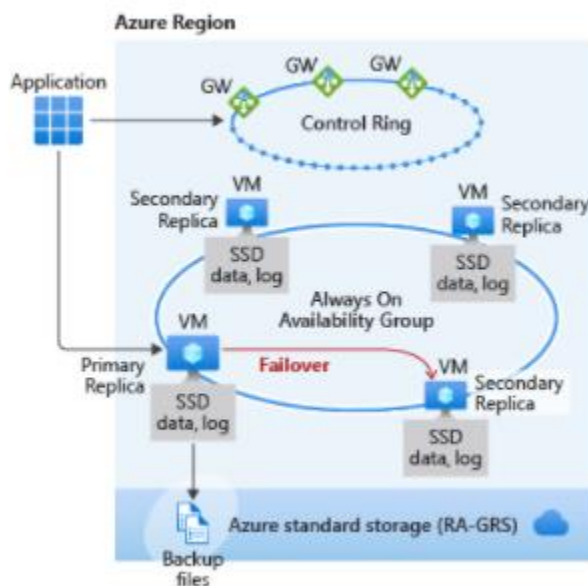 Azure Region
Application
GW
GW
GW
Control Ring
VM
Secondary
Replica
SSD
data, log
VM
Secondary
Replica
SSD
data, log
Always On
Availability Group
VM
Primary
Replica
SSD
data, log
Failover
VM
Secondary
Replica
SSD
data, log
Azure standard storage (RA-GRS)
Backup
files